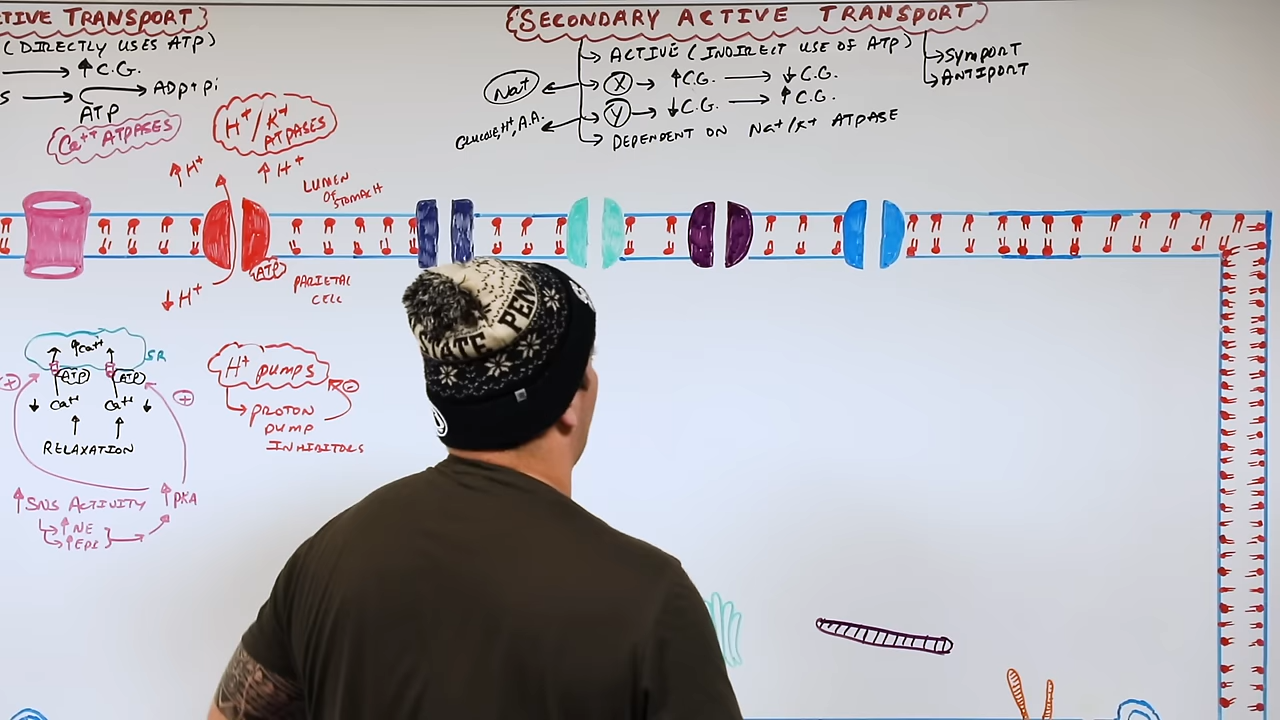 TIVE TRANSPORT
(DIRECTLY USES ATP)
→ ↑C.G.
S → ADP+Pi
ATP
Ca++ ATPASES
H+/K+
ATPASES
↑H+
↑H+
LUMEN
OF
STOMACH
ATP
↓H+
PARIETAL
CELL
SECONDARY ACTIVE TRANSPORT
→ ACTIVE (INDIRECT USE OF ATP)
→ SYMPORT
→ ANTIPORT
Na+ ← X → ↑C.G. → ↓C.G.
Glucose, H+, A.A. ← Y → ↓C.G. → ↑C.G.
→ DEPENDENT ON Na+/K+ ATPASE
↑Ca++
SR
ATP ATP
+
↓ Ca++ Ca++ ↓
+
RELAXATION
↑SNS ACTIVITY ↑PKA
↑NE
↑EPI
H+ PUMPS
-
→ PROTON
PUMP
INHIBITORS
STATE PEN